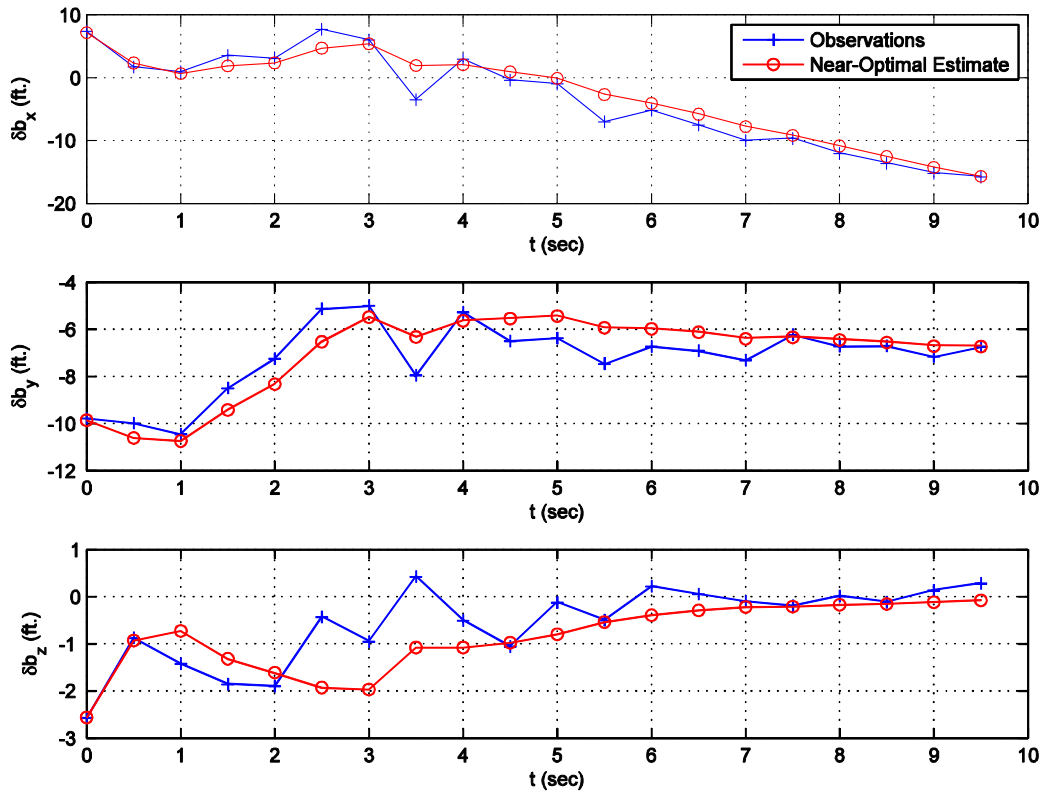 10
0
-10
-20
δbx (ft.)
Observations
Near-Optimal Estimate
0 1 2 3 4 5 6 7 8 9 10
t (sec)
-4
-6
-8
-10
-12
δby (ft.)
0 1 2 3 4 5 6 7 8 9 10
t (sec)
1
0
-1
-2
-3
δbz (ft.)
0 1 2 3 4 5 6 7 8 9 10
t (sec)